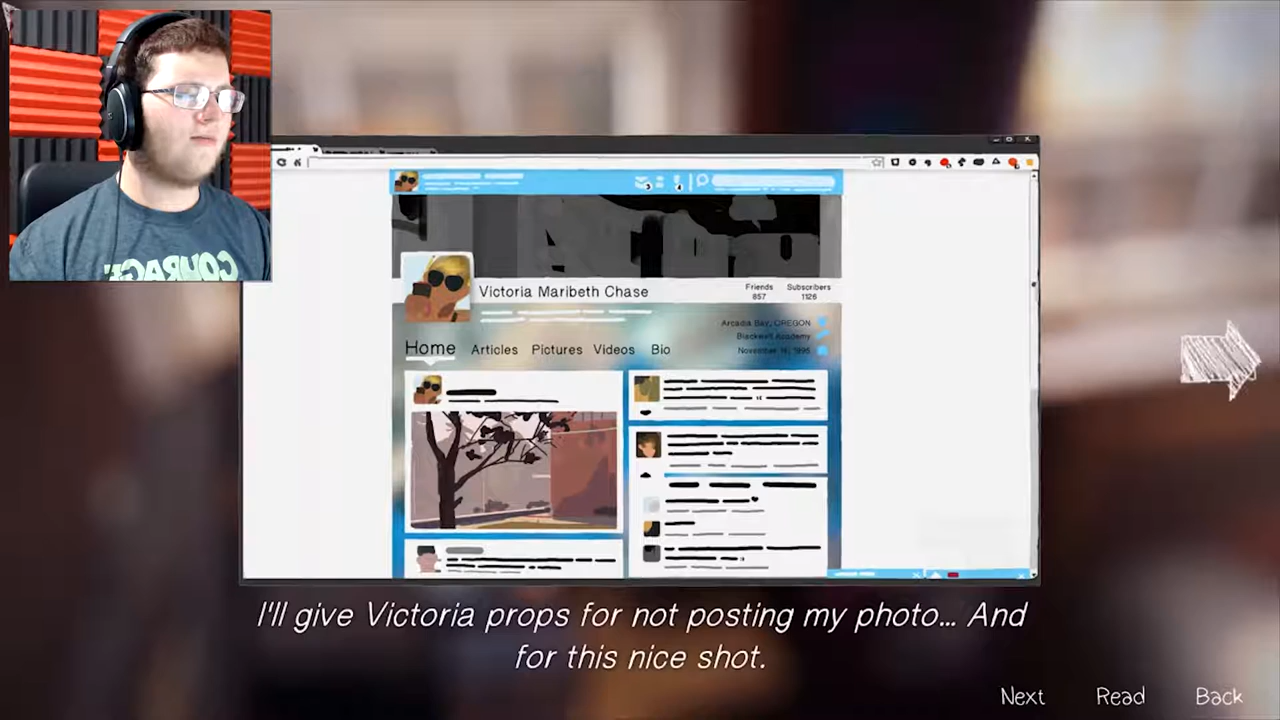 COURAGE
Victoria Maribeth Chase
Friends
857
Subscribers
1126
Arcadia Bay, OREGON
Blackwell Academy
Home Articles Pictures Videos Bio
I'll give Victoria props for not posting my photo... And
for this nice shot.
Next Read Back